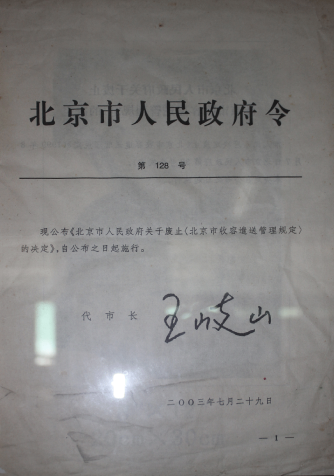 北京市人民政府令
第 128 号
现公布《北京市人民政府关于废止〈北京市收容遣送管理规定〉
的决定》,自公布之日起施行。
代 市 长 王岐山
二〇〇三年七月二十九日
— 1 —